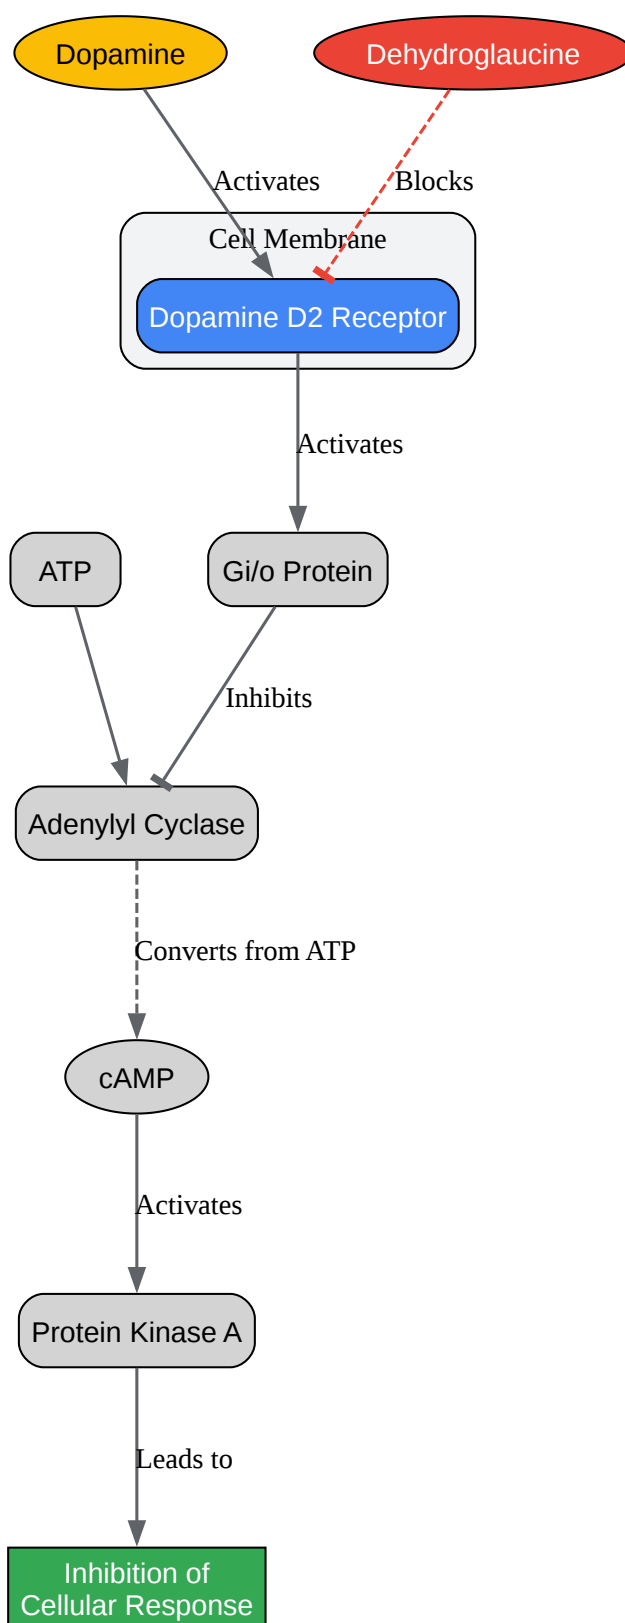 Dopamine
Dehydroglaucine
Activates
Blocks
Cell Membrane
Dopamine D2 Receptor
Activates
ATP
Gi/o Protein
Inhibits
Adenylyl Cyclase
Converts from ATP
cAMP
Activates
Protein Kinase A
Leads to
Inhibition of
Cellular Response